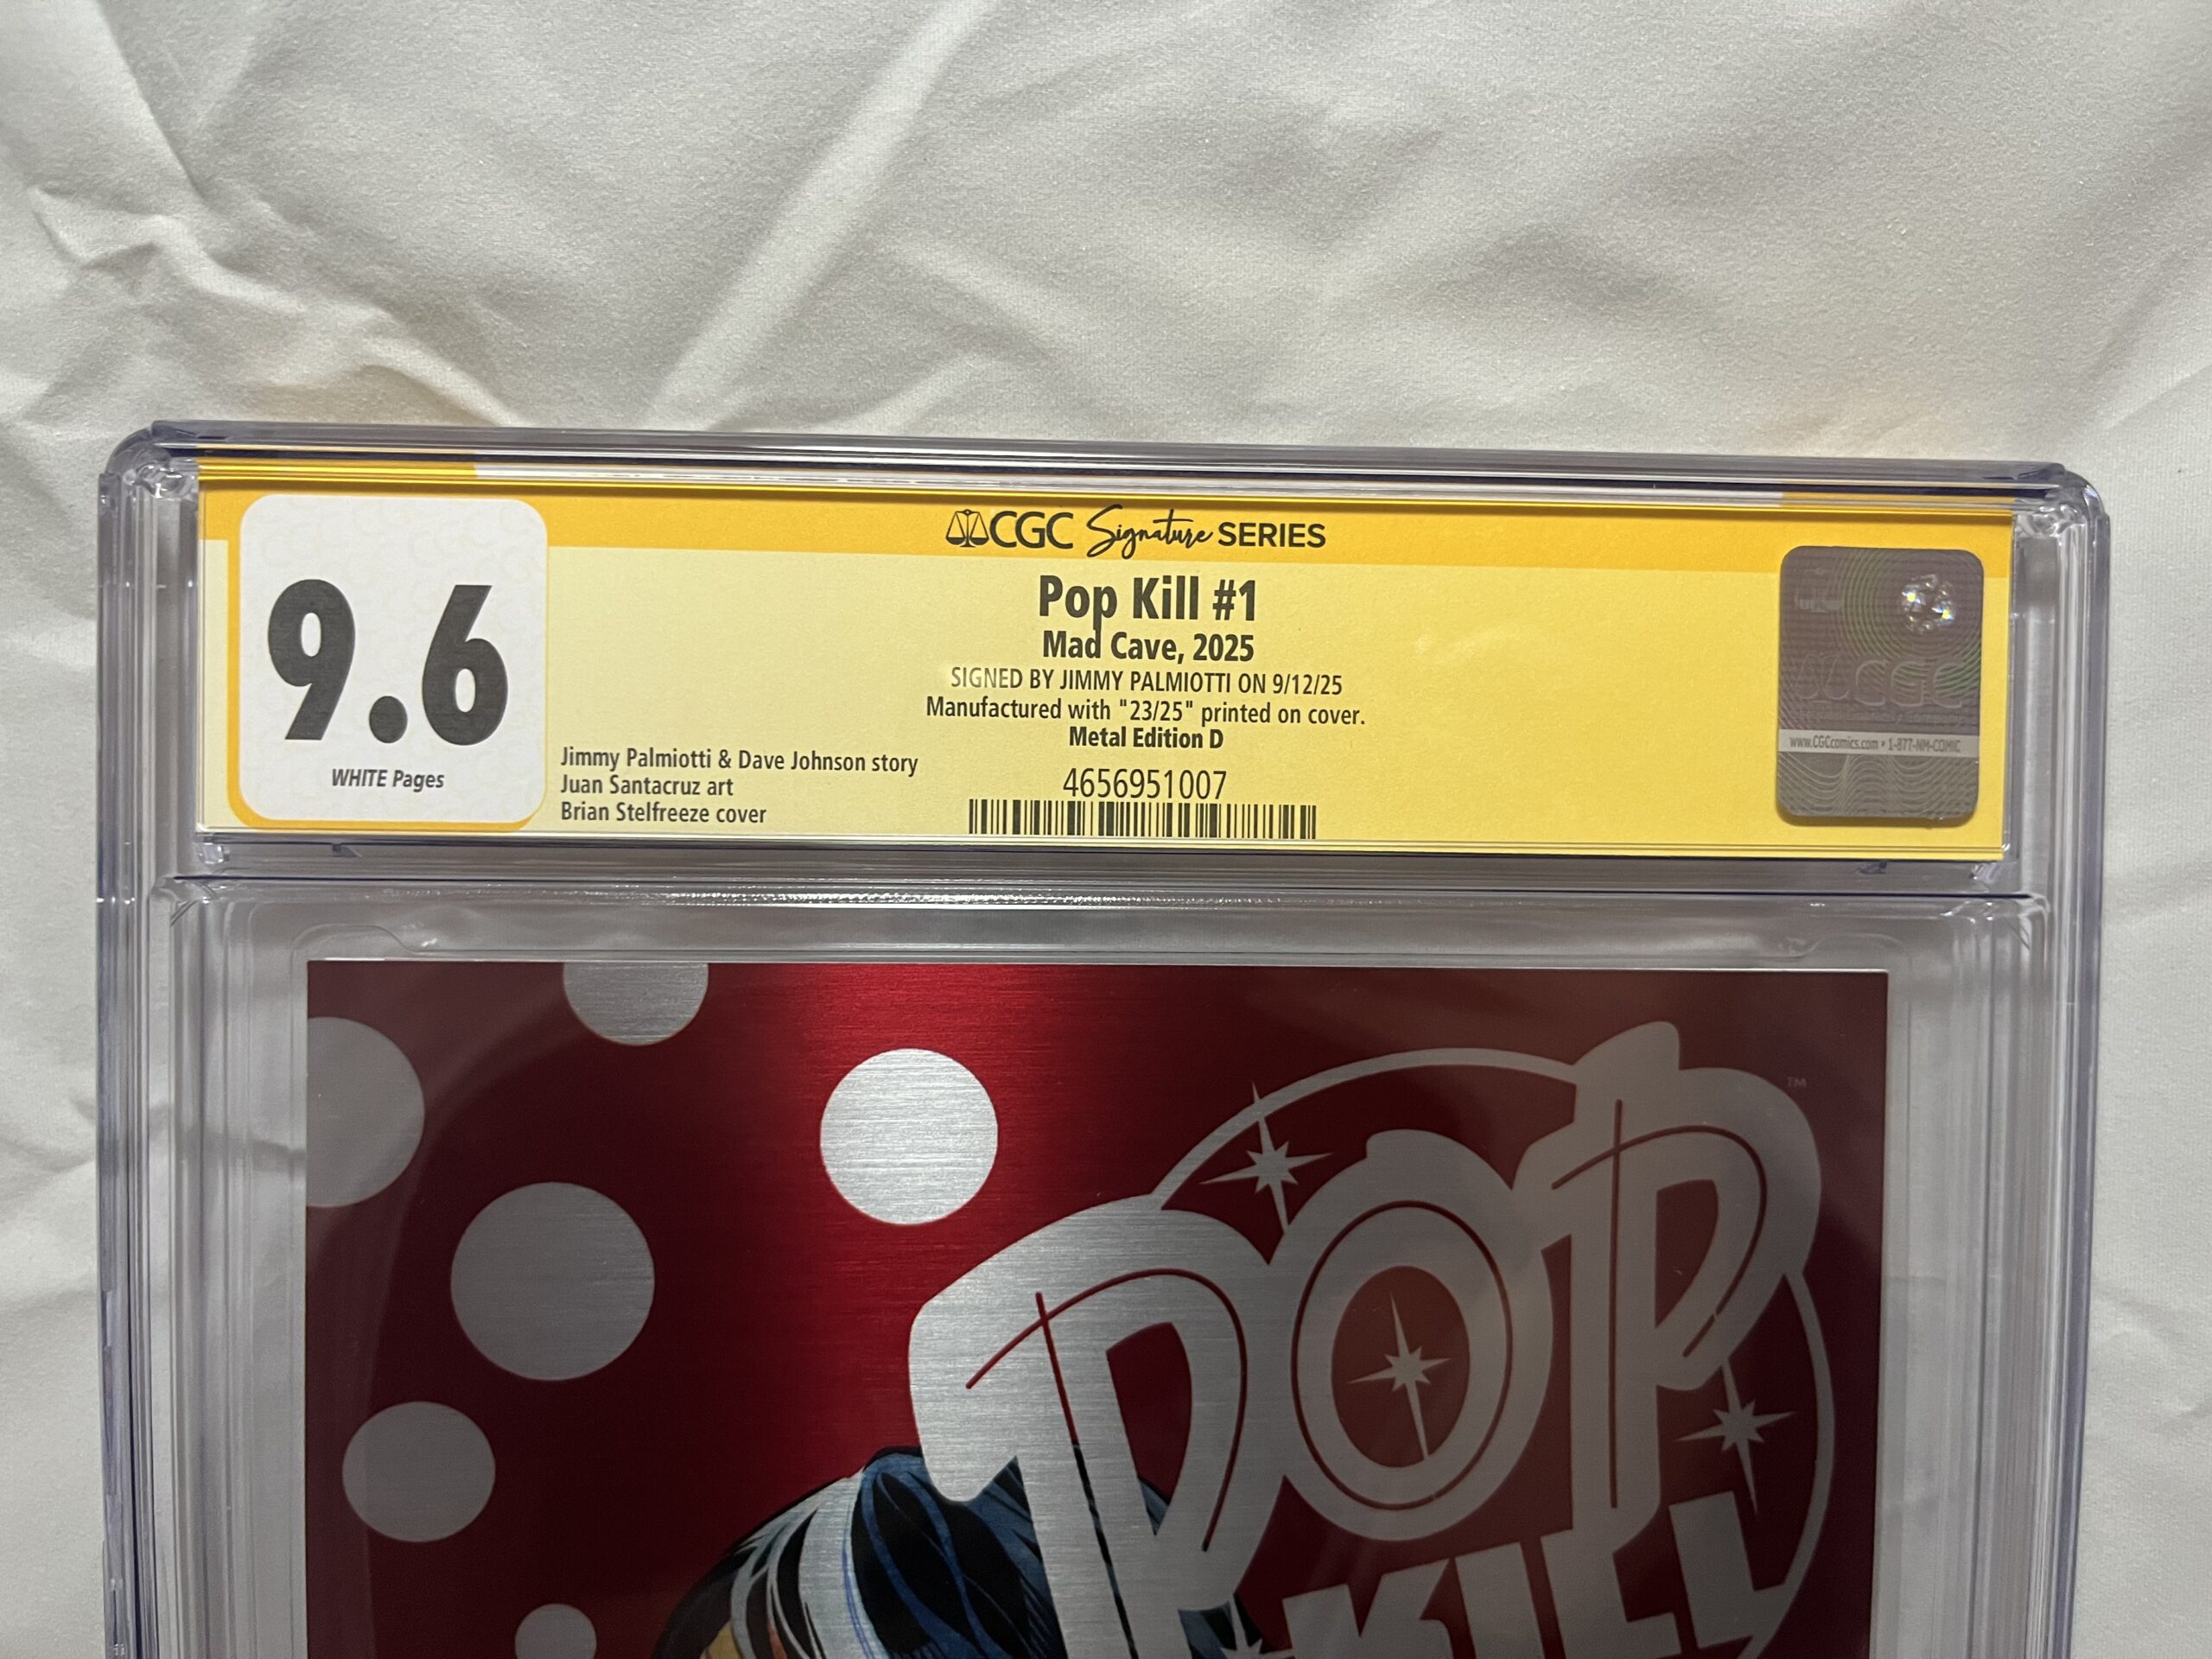 CGC Signature SERIES
9.6
WHITE Pages
Pop Kill #1
Mad Cave, 2025
SIGNED BY JIMMY PALMIOTTI ON 9/12/25
Manufactured with "23/25" printed on cover.
Metal Edition D
4656951007
Jimmy Palmiotti & Dave Johnson story
Juan Santacruz art
Brian Stelfreeze cover
CGC
www.CGCcomics.com • 1-877-NM-COMIC
POP
TM
KILL